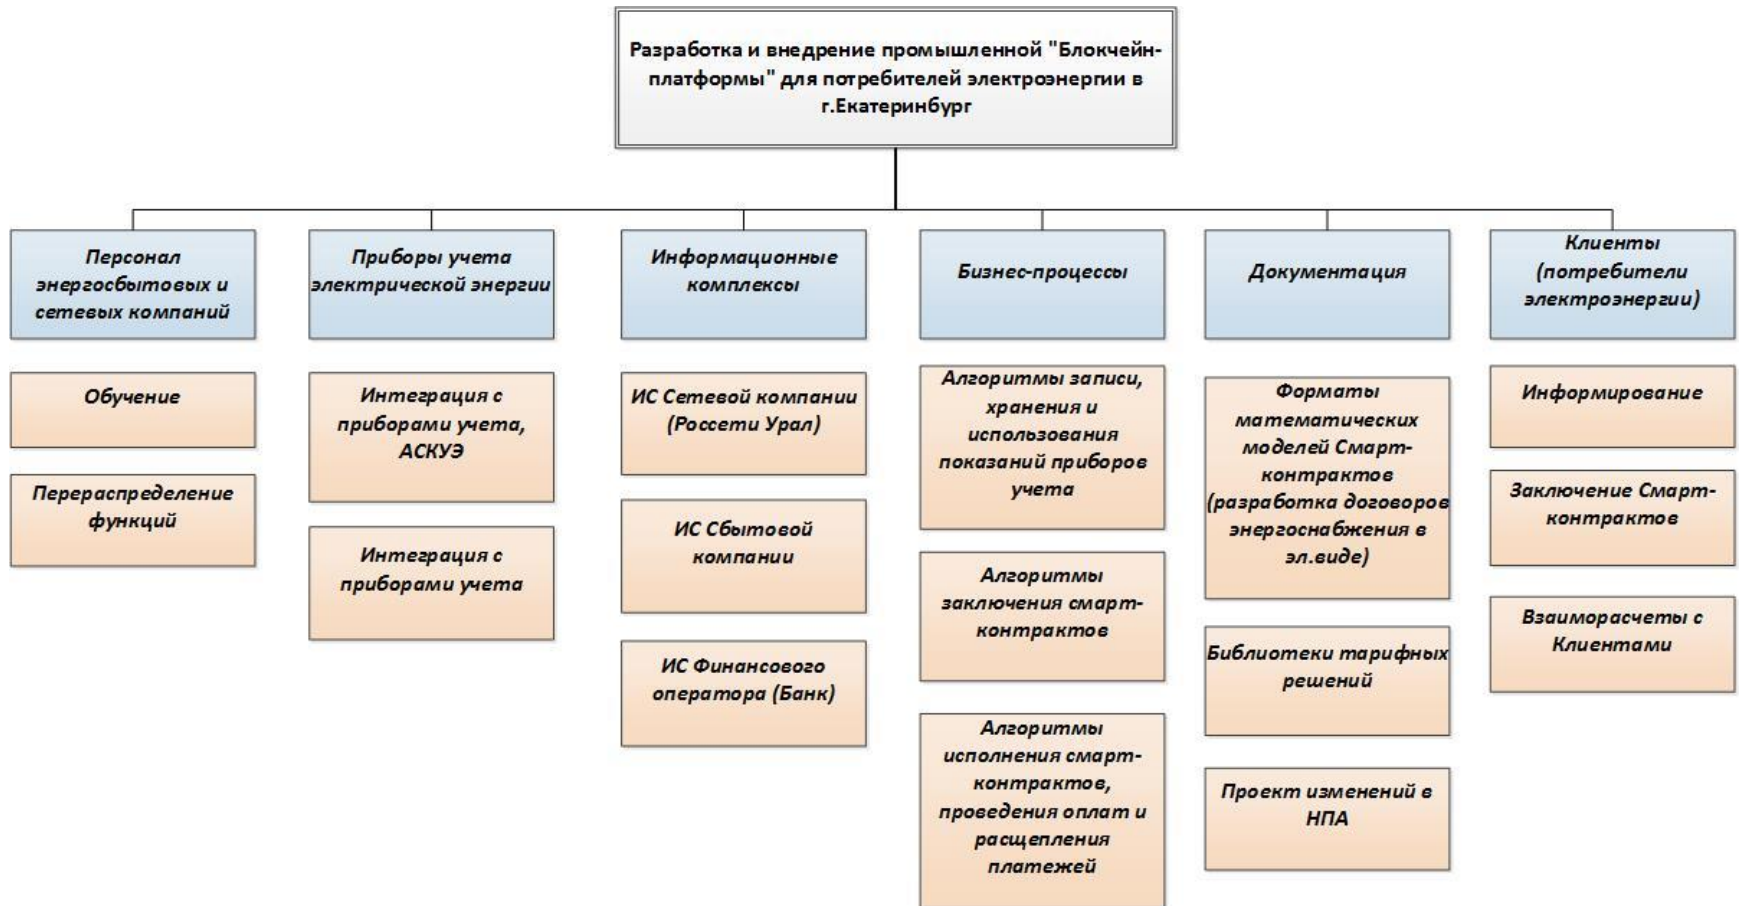 Разработка и внедрение промышленной "Блокчейн-
платформы" для потребителей электроэнергии в
г.Екатеринбург
Персонал
энергосбытовых и
сетевых компаний
Обучение
Перераспределение
функций
Приборы учета
электрической энергии
Интеграция с
приборами учета,
АСКУЭ
Интеграция с
приборами учета
Информационные
комплексы
ИС Сетевой компании
(Россети Урал)
ИС Сбытовой
компании
ИС Финансового
оператора (Банк)
Бизнес-процессы
Алгоритмы записи,
хранения и
использования
показаний приборов
учета
Алгоритмы
заключения смарт-
контрактов
Алгоритмы
исполнения смарт-
контрактов,
проведения оплат и
расщепления
платежей
Документация
Форматы
математических
моделей Смарт-
контрактов
(разработка договоров
энергоснабжения в
эл.виде)
Библиотеки тарифных
решений
Проект изменений в
НПА
Клиенты
(потребители
электроэнергии)
Информирование
Заключение Смарт-
контрактов
Взаиморасчеты с
Клиентами